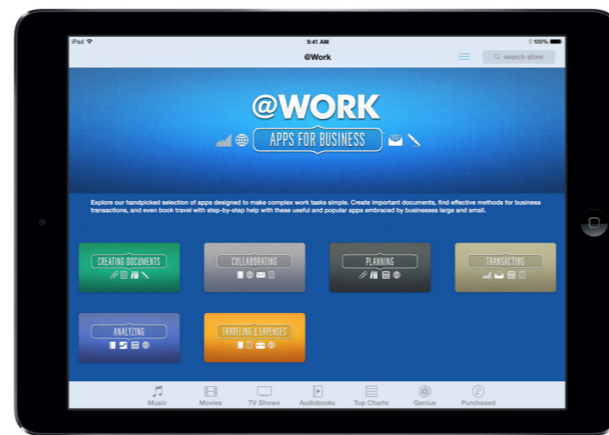 iPad
9:41 AM
100%
@Work
search store
@WORK
APPS FOR BUSINESS
Explore our handpicked selection of apps designed to make complex work tasks simple. Create important documents, find effective methods for business
transactions, and even book travel with step-by-step help with these useful and popular apps embraced by businesses large and small.
CREATING DOCUMENTS
COLLABORATING
PLANNING
TRANSACTING
ANALYZING
TRAVELING & EXPENSES
Music
Movies
TV Shows
Audiobooks
Top Charts
Genius
Purchased